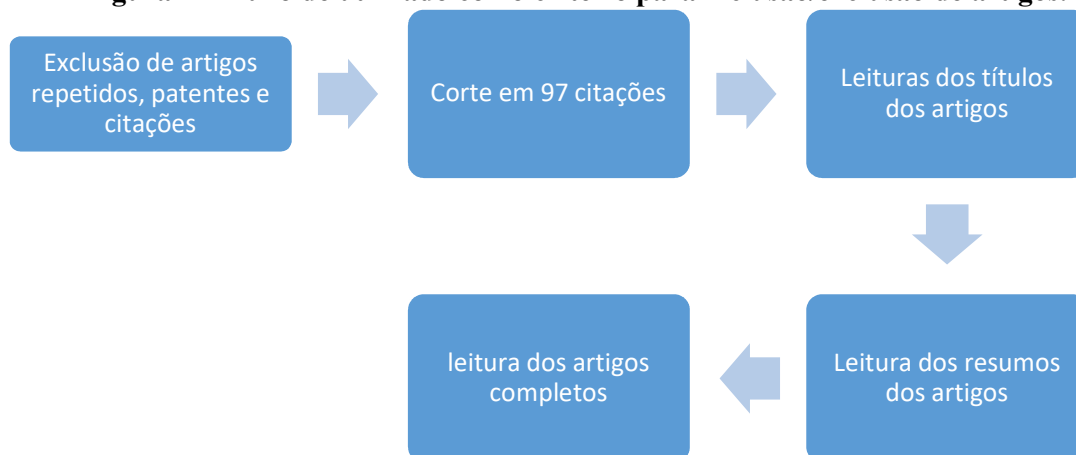 Exclusão de artigos
repetidos, patentes e
citações
Corte em 97 citações
Leituras dos títulos
dos artigos
Leitura dos resumos
dos artigos
leitura dos artigos
completos